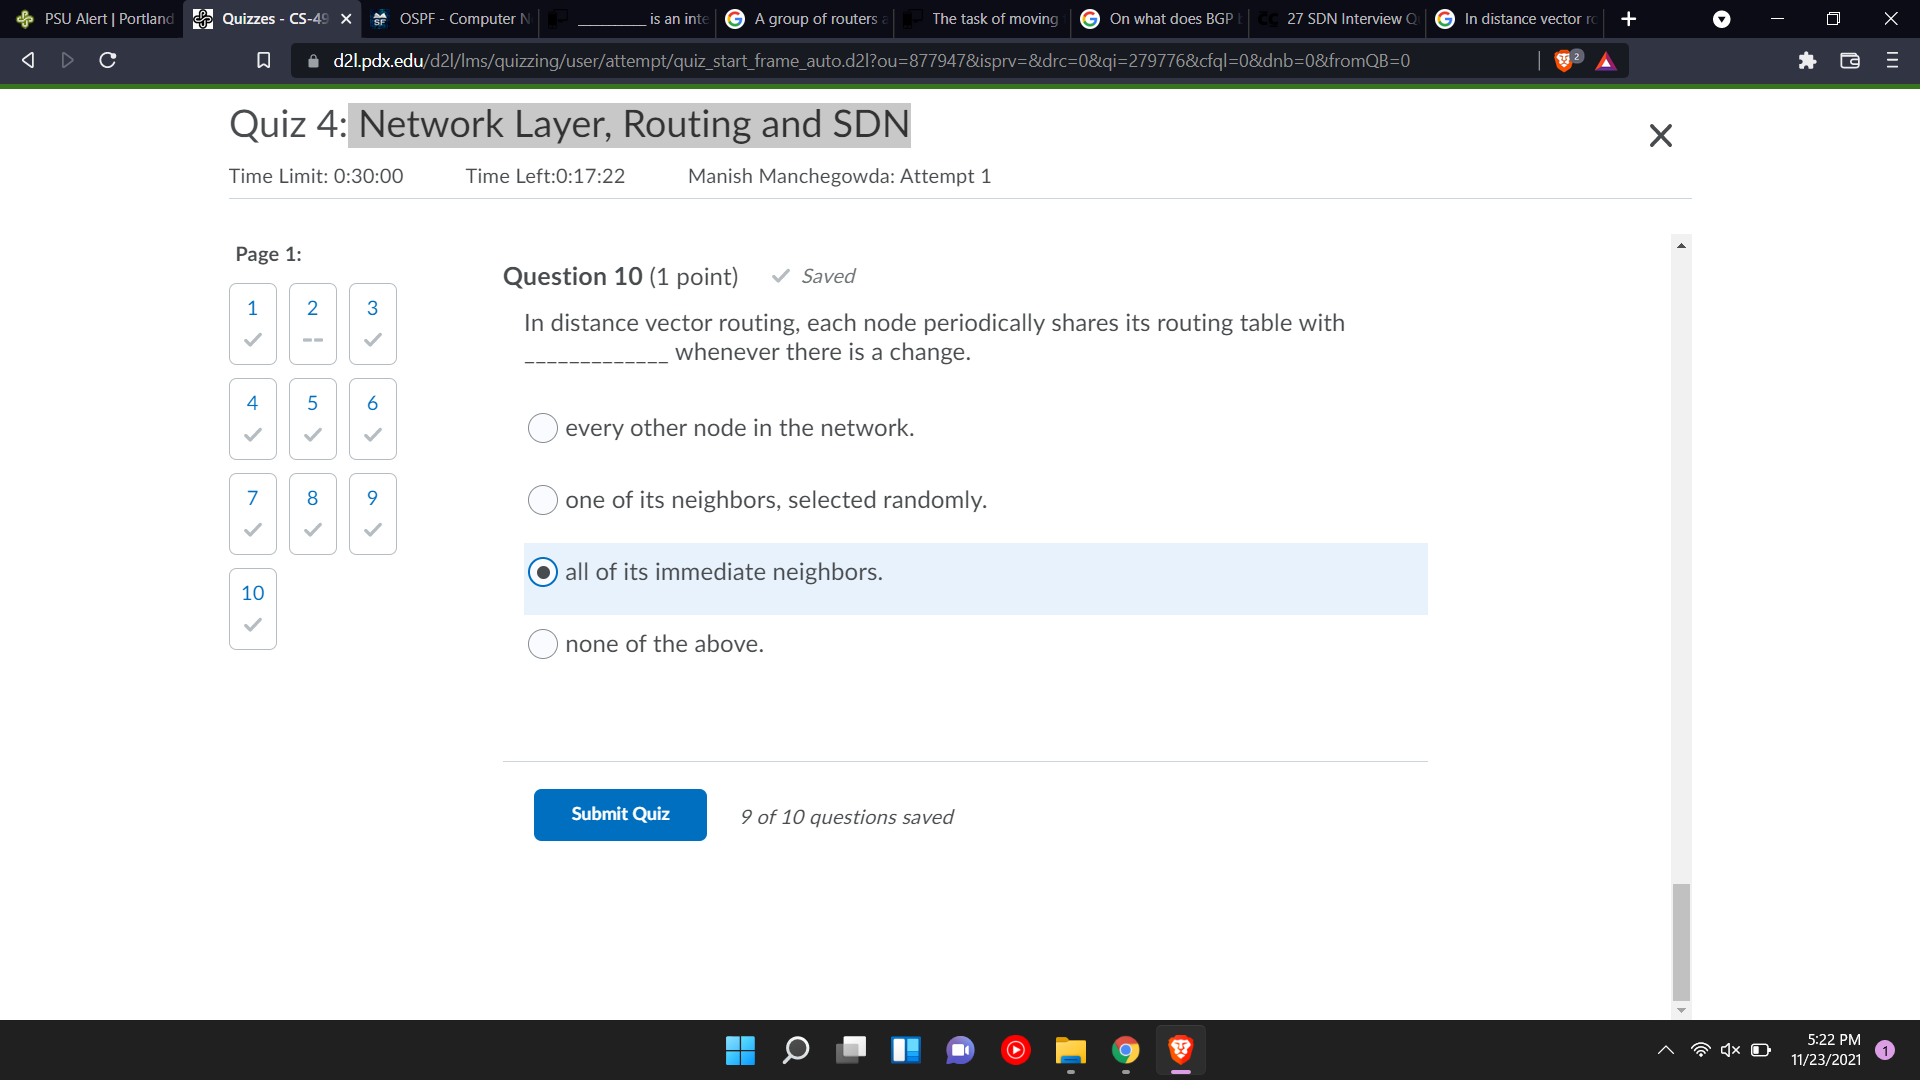 PSU Alert | Portland
Quizzes - CS-49
OSPF - Computer N
_________ is an inte
A group of routers a
The task of moving
On what does BGP
27 SDN Interview Q
In distance vector ro
d2l.pdx.edu/d2l/lms/quizzing/user/attempt/quiz_start_frame_auto.d2l?ou=877947&isprv=&drc=0&qi=279776&cfql=0&dnb=0&fromQB=0
2
Quiz 4: Network Layer, Routing and SDN
Time Limit: 0:30:00 Time Left:0:17:22 Manish Manchegowda: Attempt 1
Page 1:
1 2 3
--
4 5 6
7 8 9
10
Question 10 (1 point) Saved
In distance vector routing, each node periodically shares its routing table with
_____________ whenever there is a change.
every other node in the network.
one of its neighbors, selected randomly.
all of its immediate neighbors.
none of the above.
Submit Quiz 9 of 10 questions saved
5:22 PM
11/23/2021
1